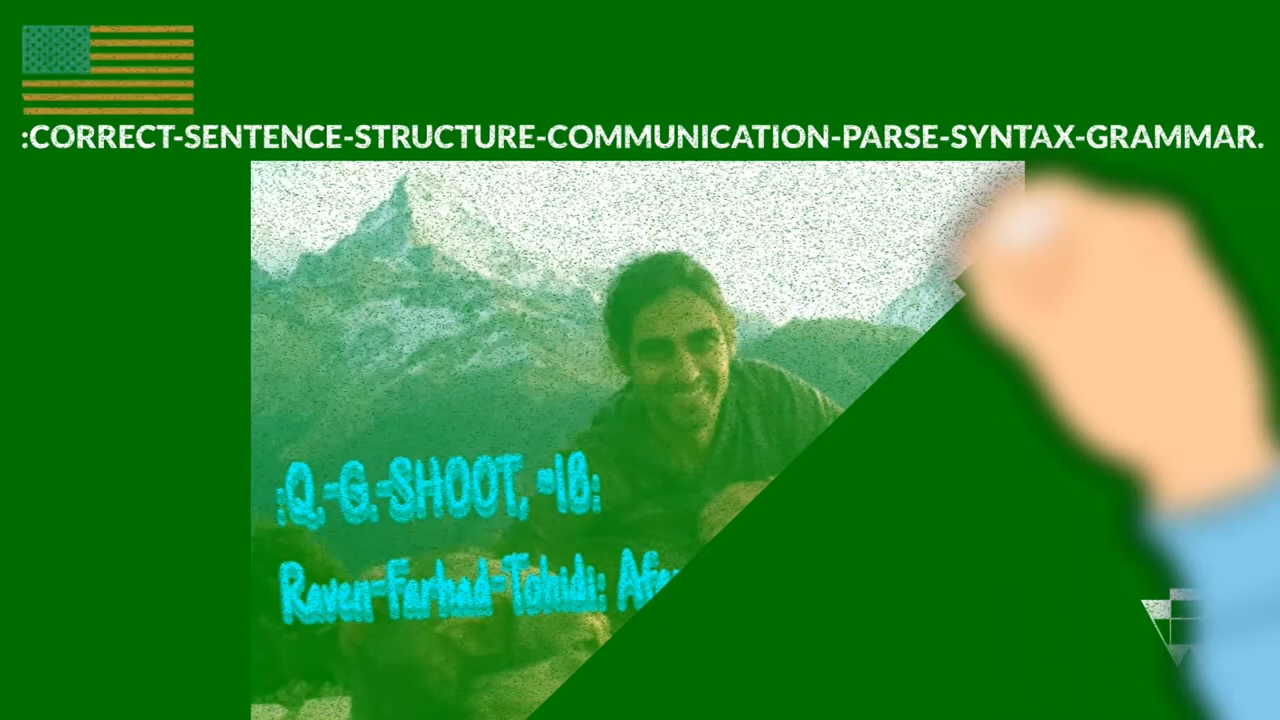 :CORRECT-SENTENCE-STRUCTURE-COMMUNICATION-PARSE-SYNTAX-GRAMMAR.
:Q.-G.-SHOOT, =18:
Raven=Farhad=Tohidi: